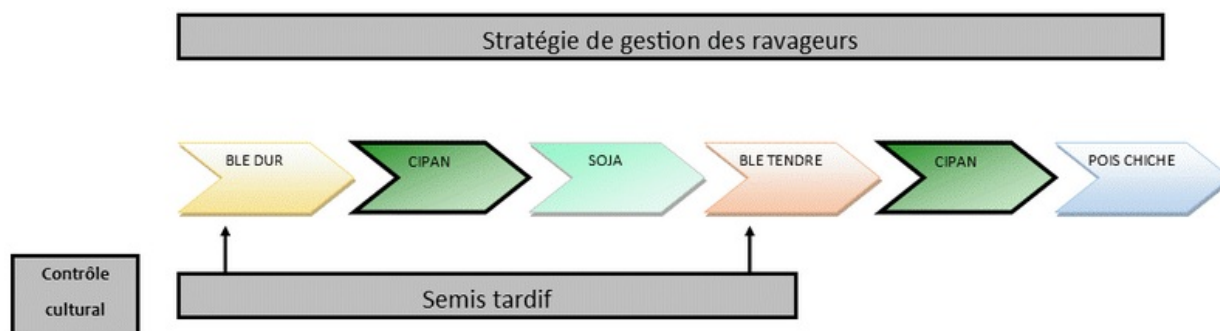 Stratégie de gestion des ravageurs
BLE DUR
CIPAN
SOJA
BLE TENDRE
CIPAN
POIS CHICHE
Contrôle
cultural
Semis tardif